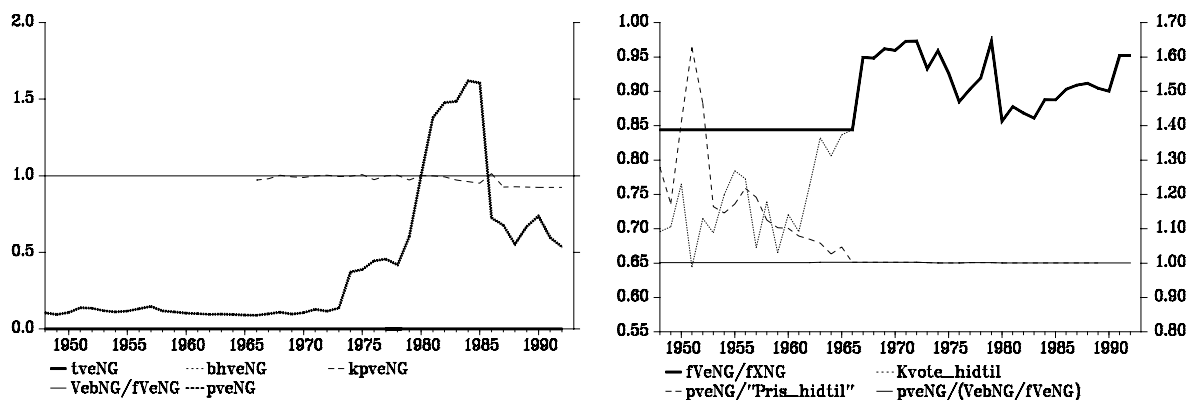 2.0
1.5
1.0
0.5
0.0
1950 1955 1960 1965 1970 1975 1980 1985 1990
tveNG bhveNG kpveNG
VebNG/fVeNG pveNG
1.00 1.70
0.95 1.60
0.90 1.50
0.85 1.40
0.80 1.30
0.75 1.20
0.70 1.10
0.65 1.00
0.60 0.90
0.55 0.80
1950 1955 1960 1965 1970 1975 1980 1985 1990
fVeNG/fXNG Kvote_hidtil
pveNG/"Pris_hidtil" pveNG/(VebNG/fVeNG)